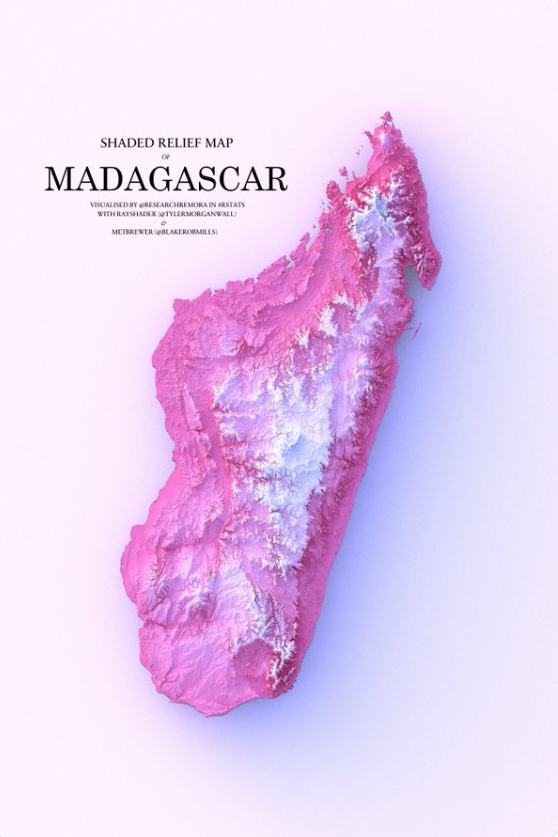 SHADED RELIEF MAP
OF
MADAGASCAR
VISUALISED BY @RESEARCHREMORA IN #RSTATS
WITH RAYSHADER (@TYLERMORGANWALL)
&
METBREWER (@BLAKEROBMILLS)